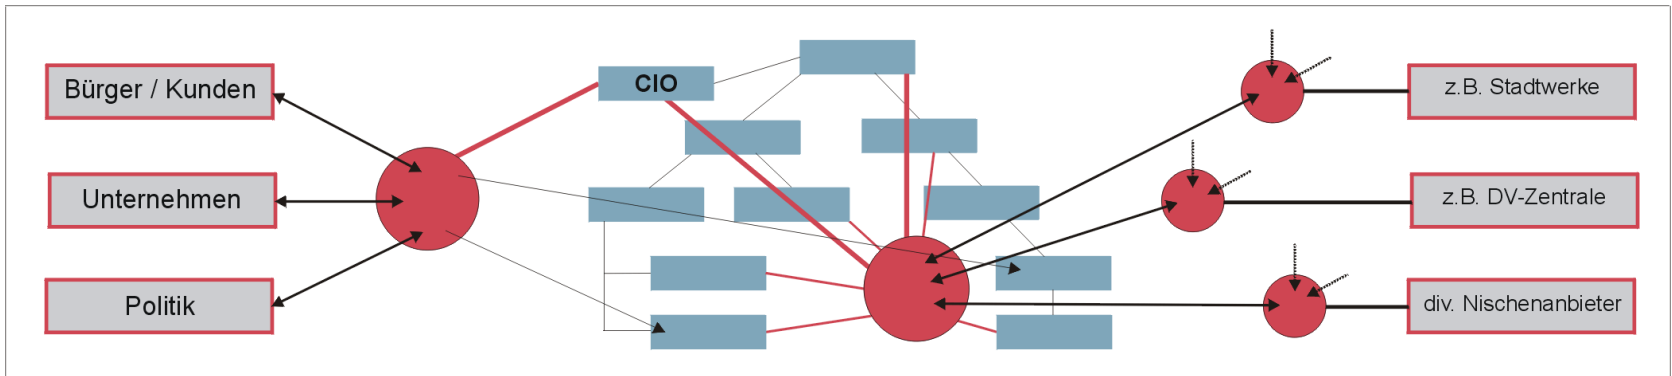 Bürger / Kunden
Unternehmen
Politik
CIO
z.B. Stadtwerke
z.B. DV-Zentrale
div. Nischenanbieter